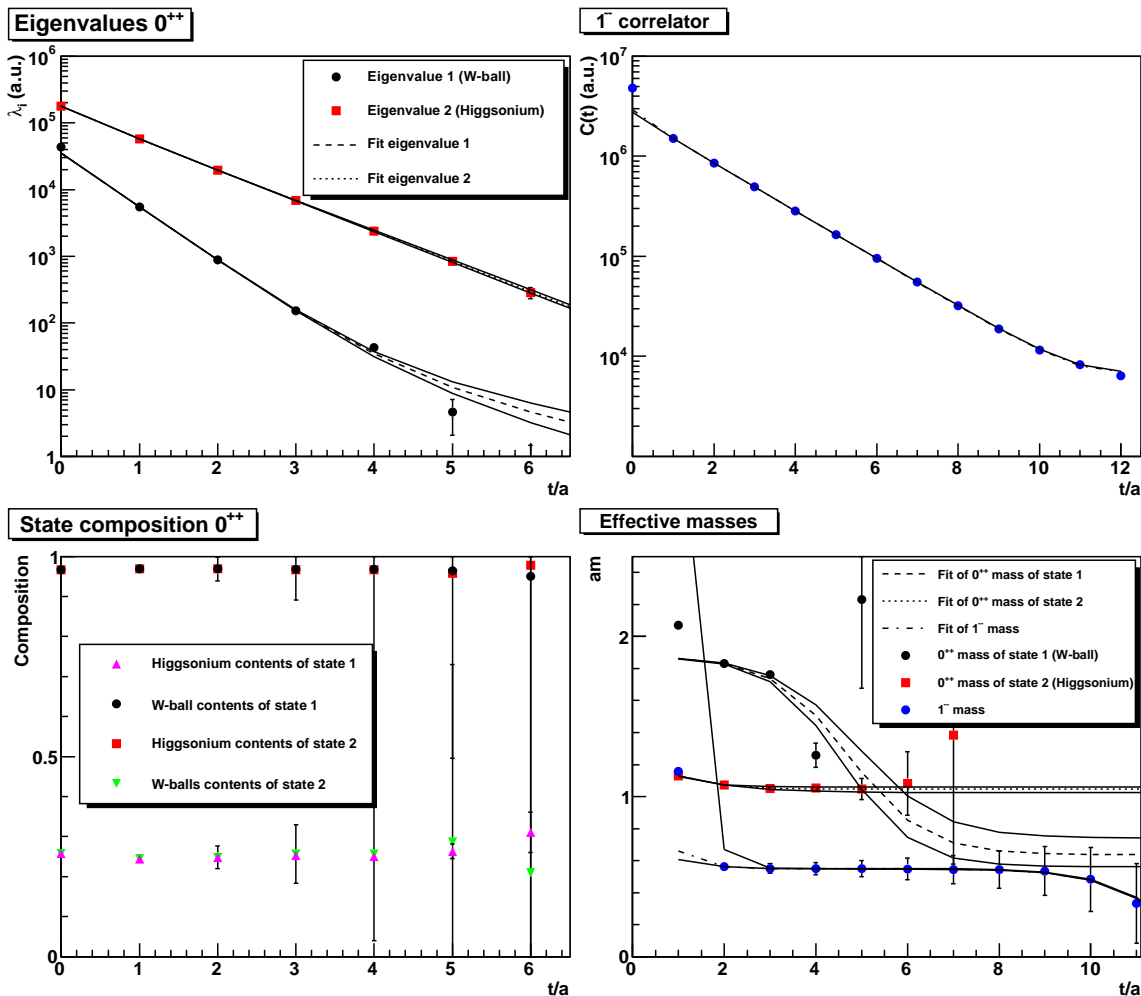 Eigenvalues 0⁺⁺
λᵢ (a.u.)
10⁶
10⁵
10⁴
10³
10²
10
1
0 1 2 3 4 5 6
t/a
Eigenvalue 1 (W-ball)
Eigenvalue 2 (Higgsonium)
Fit eigenvalue 1
Fit eigenvalue 2
1⁻⁻ correlator
C(t) (a.u.)
10⁷
10⁶
10⁵
10⁴
0 2 4 6 8 10 12
t/a
State composition 0⁺⁺
Composition
1
0.5
0
0 1 2 3 4 5 6
t/a
Higgsonium contents of state 1
W-ball contents of state 1
Higgsonium contents of state 2
W-balls contents of state 2
Effective masses
am
2
1
0
0 2 4 6 8 10
t/a
Fit of 0⁺⁺ mass of state 1
Fit of 0⁺⁺ mass of state 2
Fit of 1⁻⁻ mass
0⁺⁺ mass of state 1 (W-ball)
0⁺⁺ mass of state 2 (Higgsonium)
1⁻⁻ mass